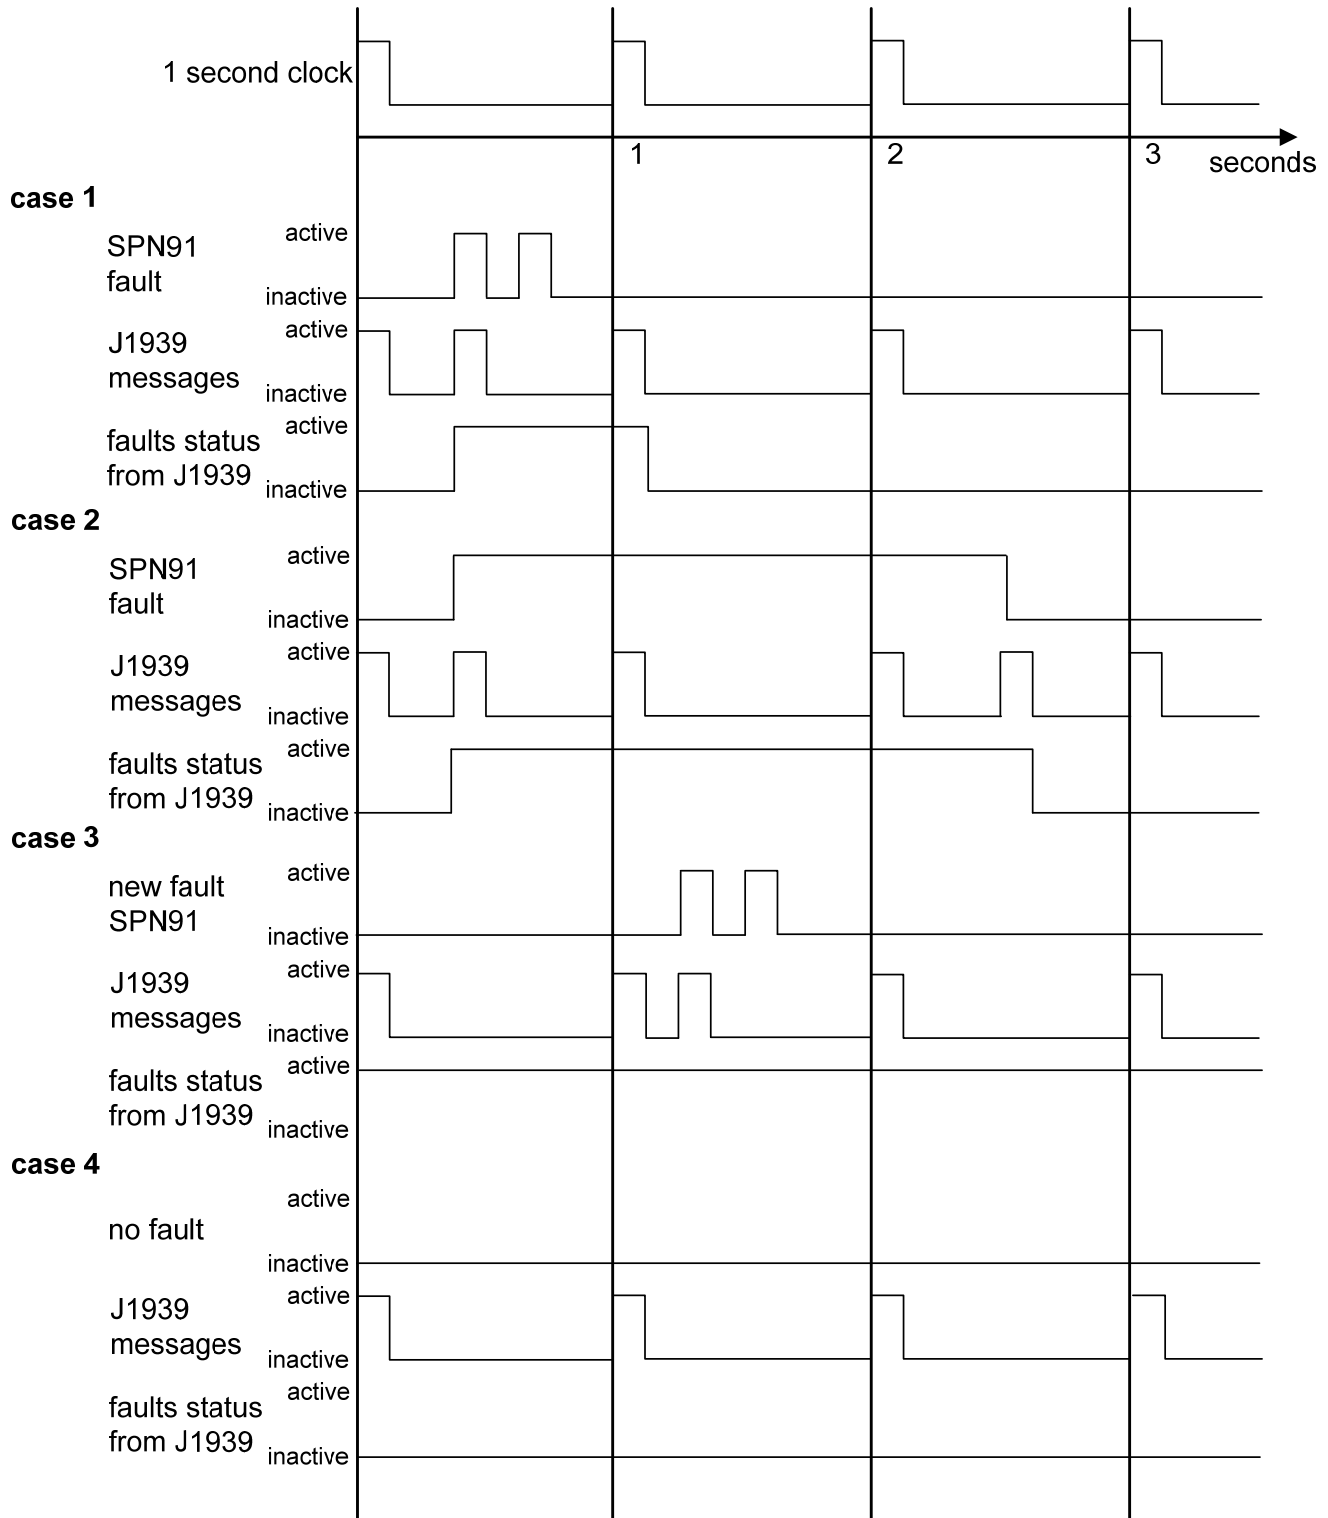 1 second clock
1
2
3
seconds
case 1
SPN91
fault
active
inactive
J1939
messages
active
inactive
faults status
from J1939
active
inactive
case 2
SPN91
fault
active
inactive
J1939
messages
active
inactive
faults status
from J1939
active
inactive
case 3
new fault
SPN91
active
inactive
J1939
messages
active
inactive
faults status
from J1939
active
inactive
case 4
no fault
active
inactive
J1939
messages
active
inactive
faults status
from J1939
active
inactive